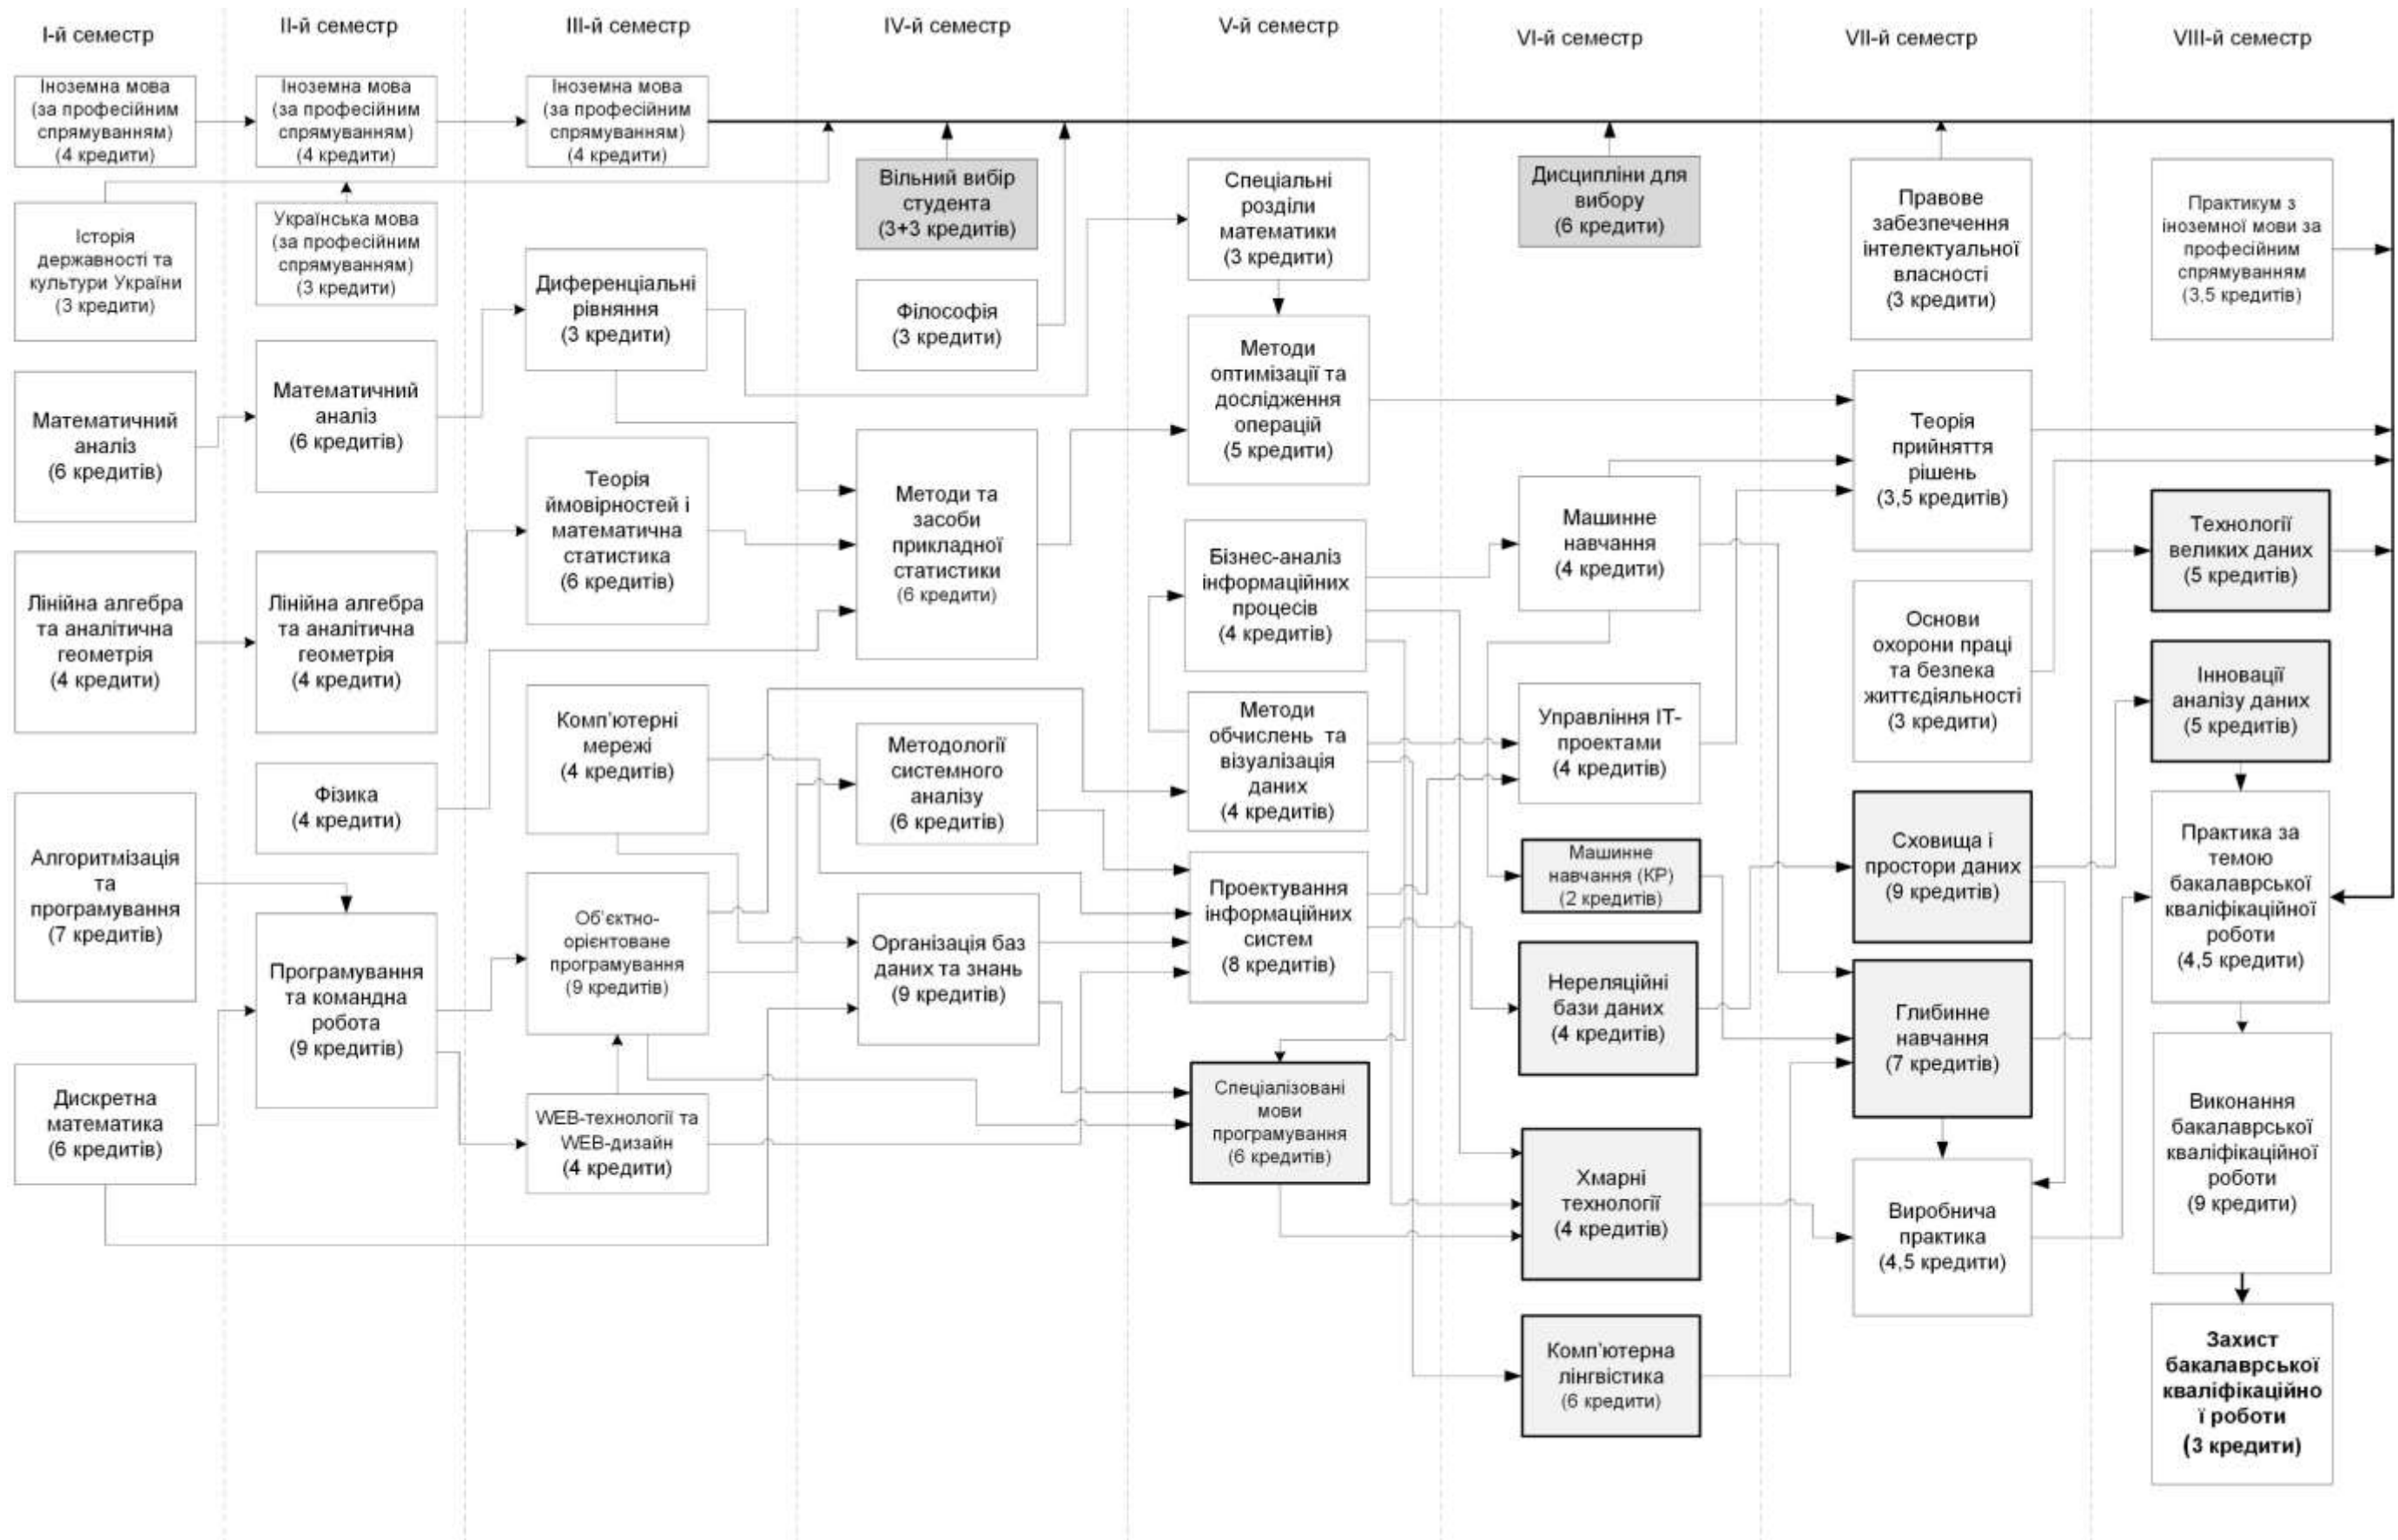 I-й семестр
II-й семестр
III-й семестр
IV-й семестр
V-й семестр
VI-й семестр
VII-й семестр
VIII-й семестр
Іноземна мова
(за професійним
спрямуванням)
(4 кредити)
Історія
державності та
культури України
(3 кредити)
Математичний
аналіз
(6 кредитів)
Лінійна алгебра
та аналітична
геометрія
(4 кредитів)
Алгоритмізація
та
програмування
(7 кредитів)
Дискретна
математика
(6 кредитів)
Іноземна мова
(за професійним
спрямуванням)
(4 кредити)
Українська мова
(за професійним
спрямуванням)
(3 кредити)
Математичний
аналіз
(6 кредитів)
Лінійна алгебра
та аналітична
геометрія
(4 кредитів)
Фізика
(4 кредити)
Програмування
та командна
робота
(9 кредитів)
Іноземна мова
(за професійним
спрямуванням)
(4 кредити)
Диференціальні
рівняння
(3 кредити)
Теорія
ймовірностей і
математична
статистика
(6 кредитів)
Комп'ютерні
мережі
(4 кредитів)
Об'єктно-
орієнтоване
програмування
(9 кредитів)
WEB-технології та
WEB-дизайн
(4 кредити)
Вільний вибір
студента
(3+3 кредитів)
Філософія
(3 кредити)
Методи та
засоби
прикладної
статистики
(6 кредити)
Методології
системного
аналізу
(6 кредитів)
Організація баз
даних та знань
(9 кредитів)
Спеціальні
розділи
математики
(3 кредити)
Методи
оптимізації та
дослідження
операцій
(5 кредити)
Бізнес-аналіз
інформаційних
процесів
(4 кредитів)
Методи
обчислень та
візуалізація
даних
(4 кредитів)
Проектування
інформаційних
систем
(8 кредитів)
Спеціалізовані
мови
програмування
(6 кредитів)
Дисципліни для
вибору
(6 кредити)
Машинне
навчання
(4 кредити)
Управління ІТ-
проектами
(4 кредитів)
Машинне
навчання (КР)
(2 кредитів)
Нереляційні
бази даних
(4 кредитів)
Хмарні
технології
(4 кредитів)
Комп'ютерна
лінгвістика
(6 кредити)
Правове
забезпечення
інтелектуальної
власності
(3 кредити)
Теорія
прийняття
рішень
(3,5 кредитів)
Основи
охорони праці
та безпека
життєдіяльності
(3 кредити)
Сховища і
простори даних
(9 кредитів)
Глибинне
навчання
(7 кредитів)
Виробнича
практика
(4,5 кредити)
Практикум з
іноземної мови за
професійним
спрямуванням
(3,5 кредитів)
Технології
великих даних
(5 кредитів)
Інновації
аналізу даних
(5 кредитів)
Практика за
темою
бакалаврської
кваліфікаційної
роботи
(4,5 кредити)
Виконання
бакалаврської
кваліфікаційної
роботи
(9 кредити)
Захист
бакалаврської
кваліфікаційно
ї роботи
(3 кредити)